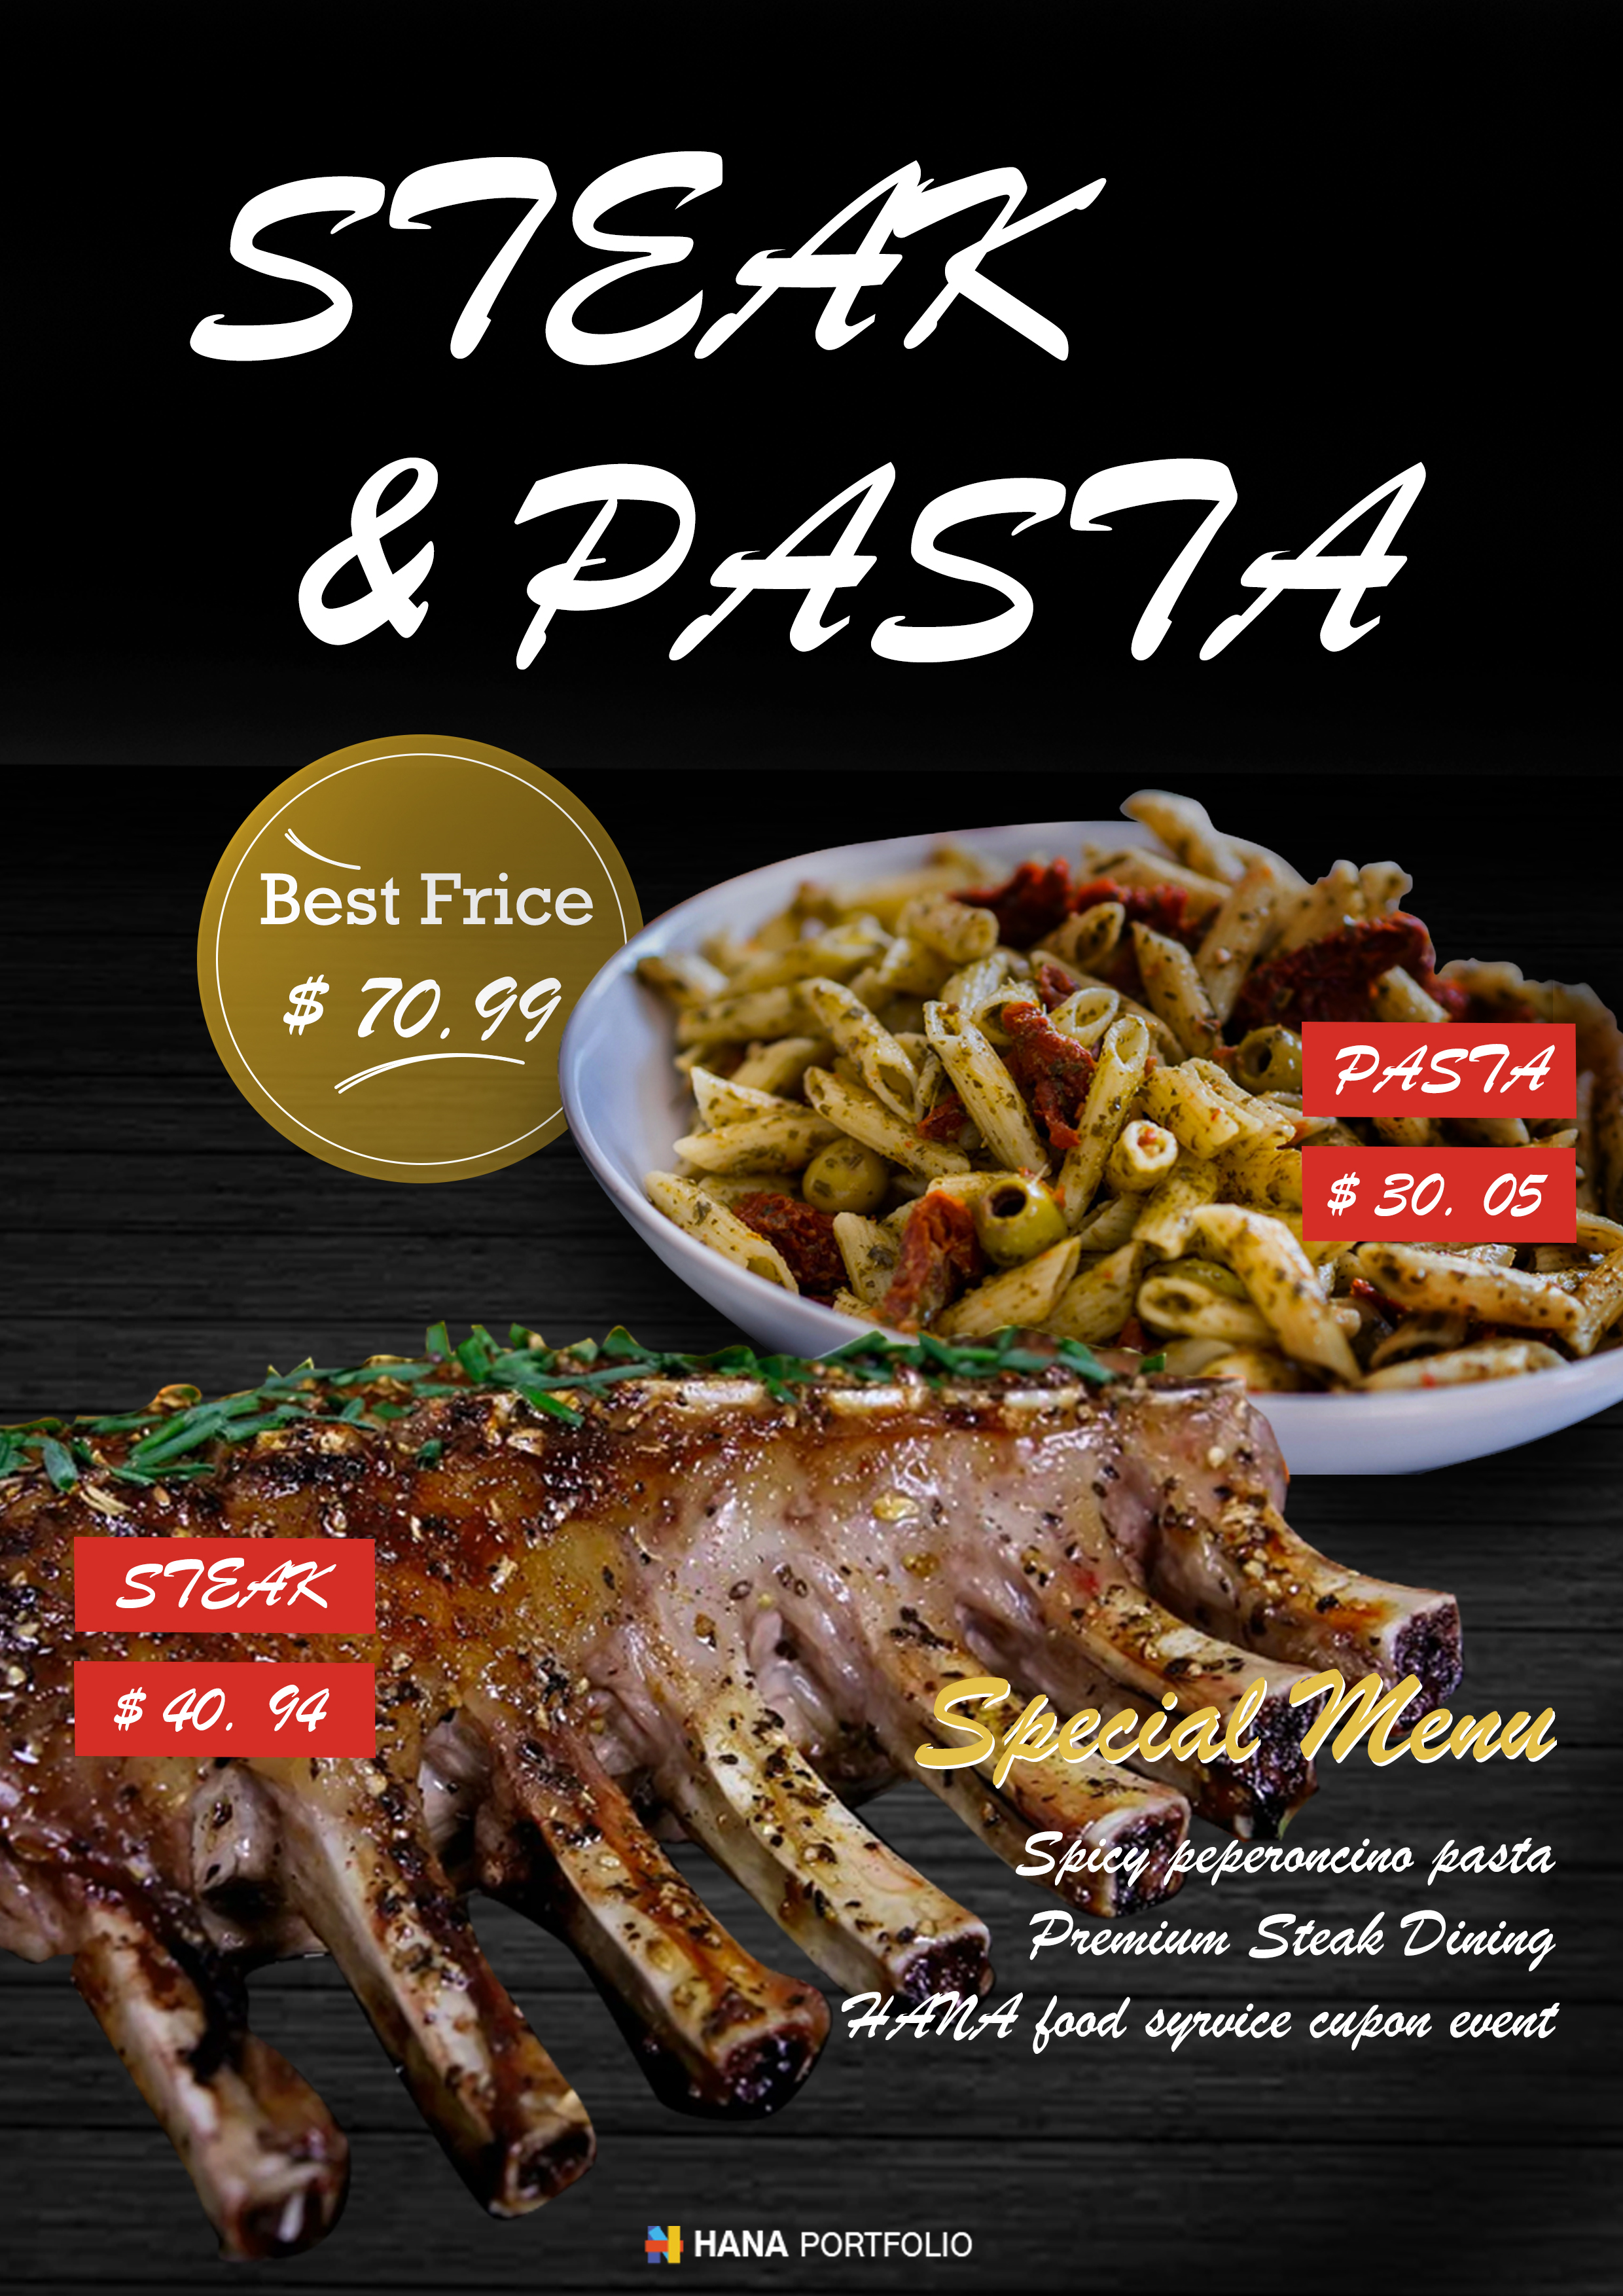 STEAK
& PASTA
Best Frice
$ 70.99
PASTA
$ 30. 05
STEAK
$ 40. 94
Special Menu
Spicy peperoncino pasta
Premium Steak Dining
HANA food syrvice cupon event
HANA PORTFOLIO